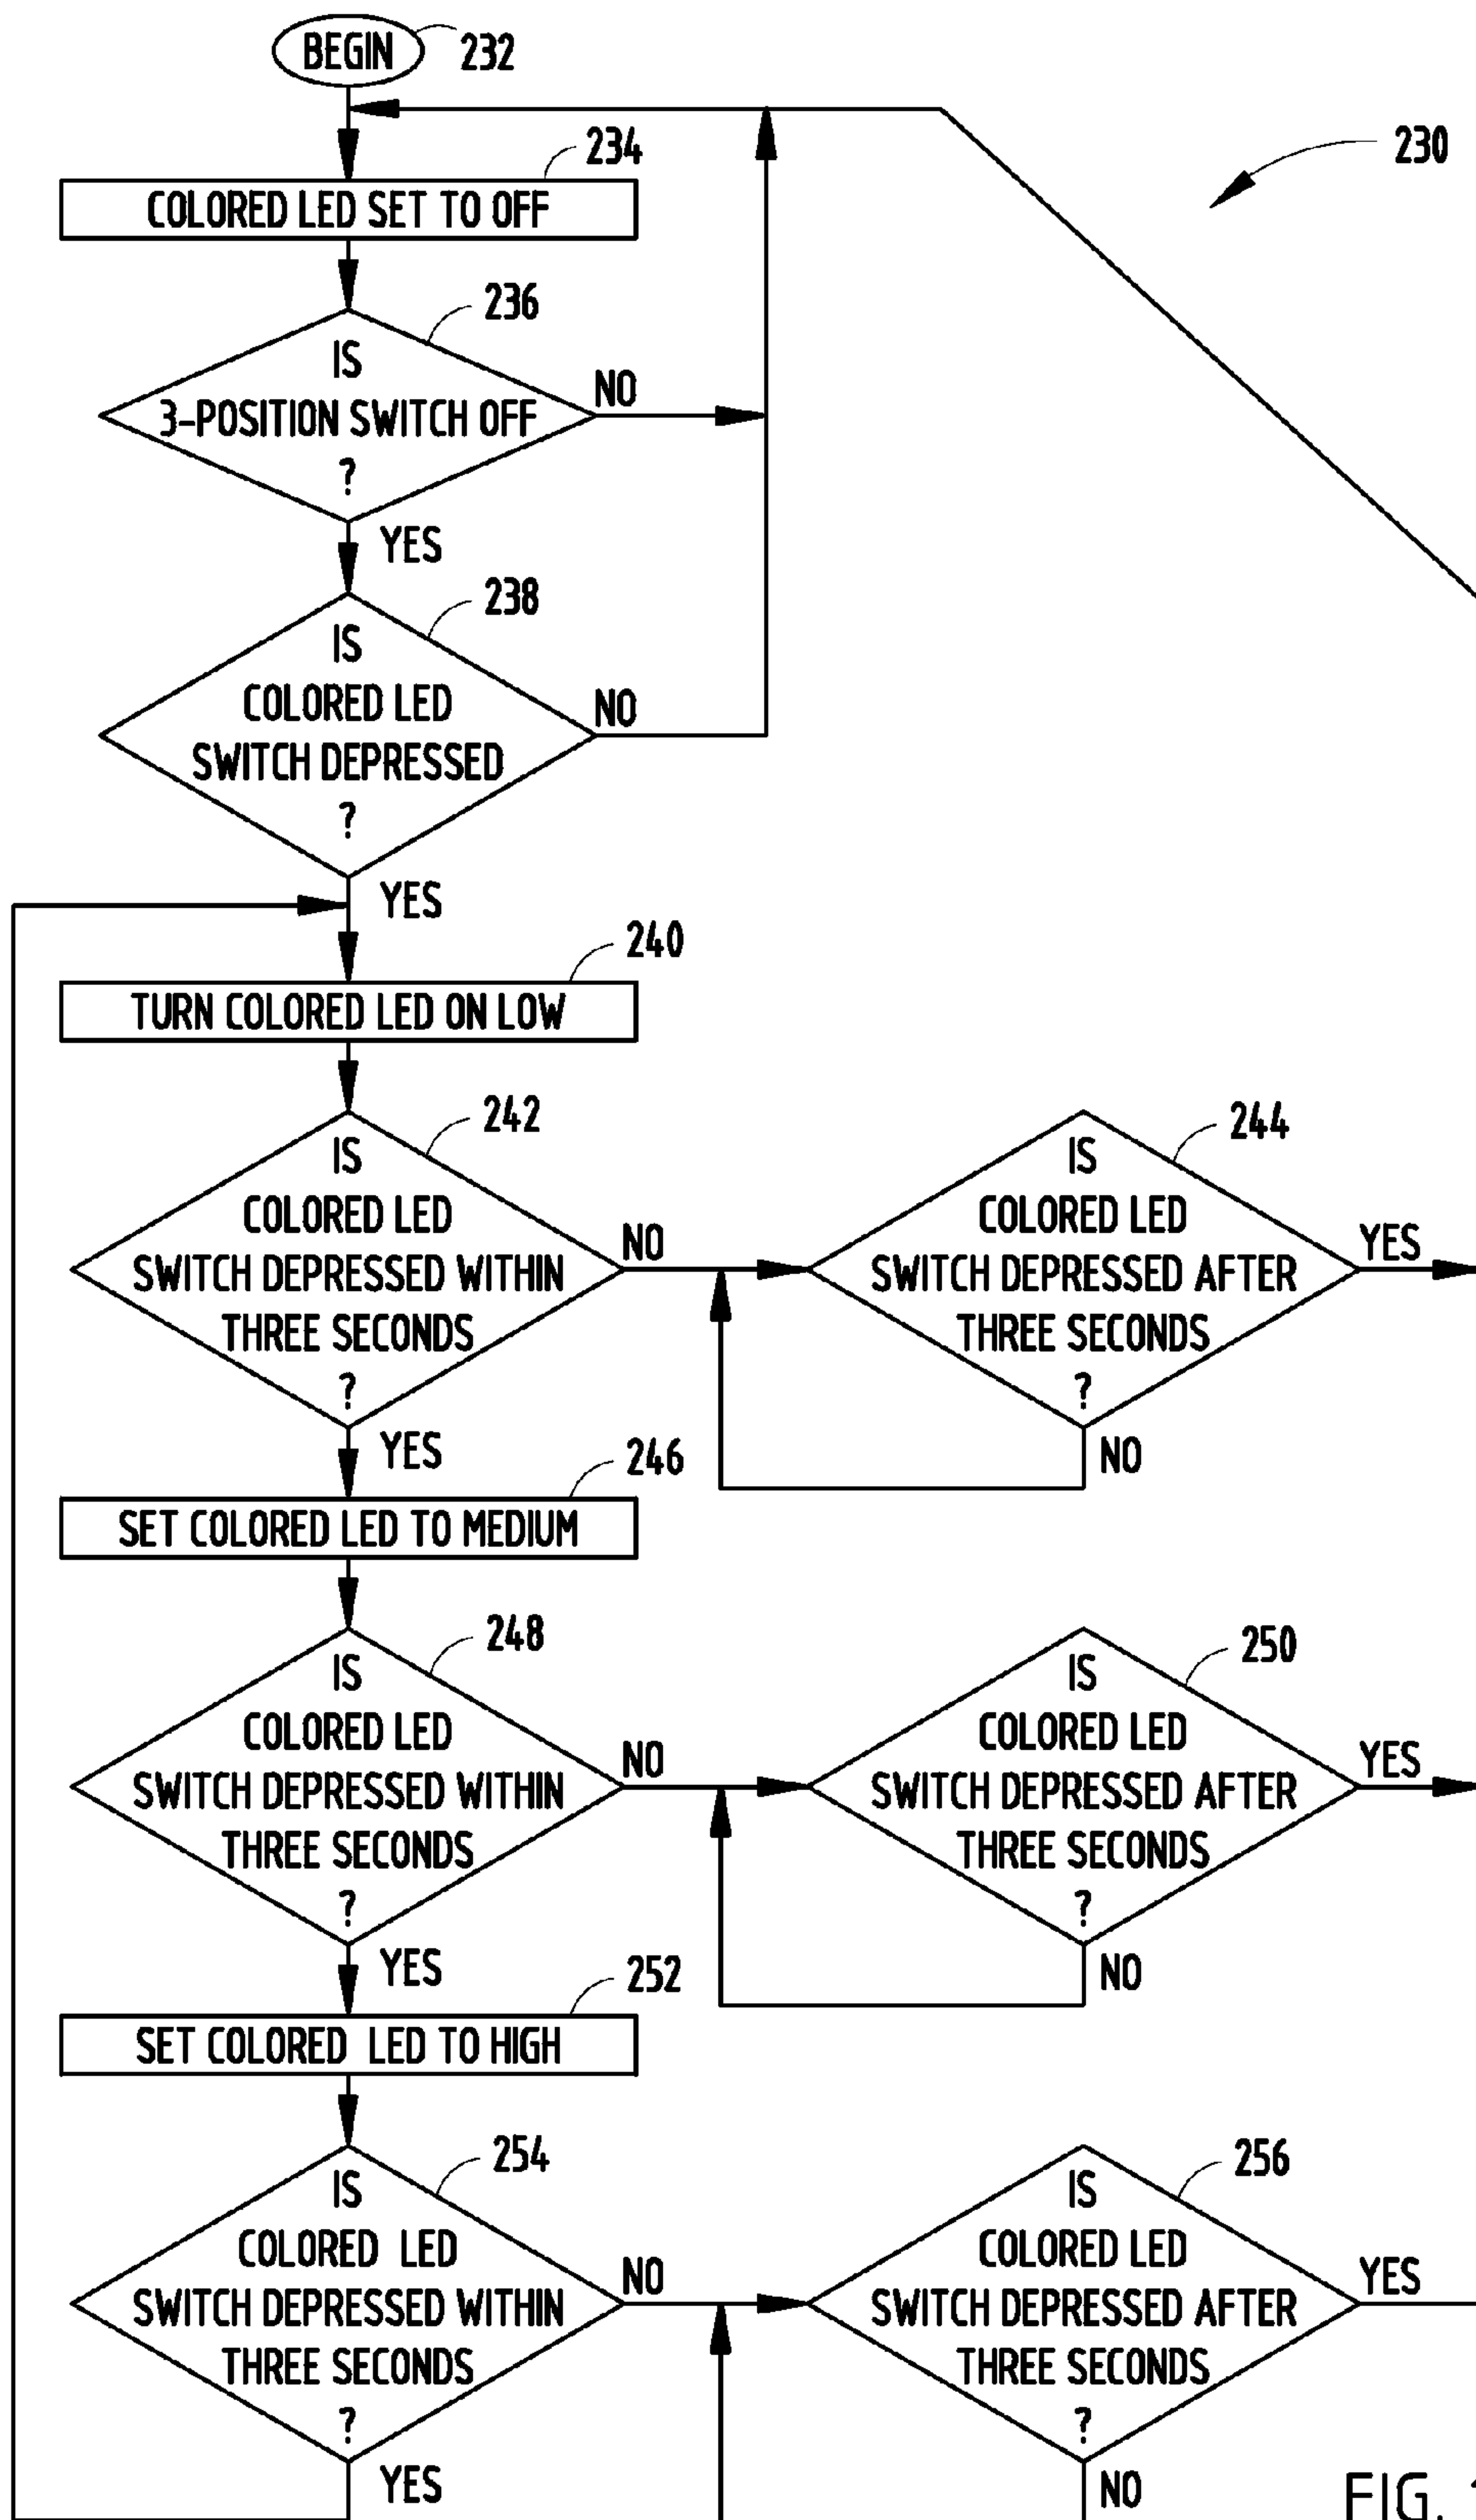 BEGIN
232
230
234
COLORED LED SET TO OFF
236
IS
3-POSITION SWITCH OFF
?
NO
YES
238
IS
COLORED LED
SWITCH DEPRESSED
?
NO
YES
240
TURN COLORED LED ON LOW
242
IS
COLORED LED
SWITCH DEPRESSED WITHIN
THREE SECONDS
?
NO
YES
244
IS
COLORED LED
SWITCH DEPRESSED AFTER
THREE SECONDS
?
YES
NO
246
SET COLORED LED TO MEDIUM
248
IS
COLORED LED
SWITCH DEPRESSED WITHIN
THREE SECONDS
?
NO
YES
250
IS
COLORED LED
SWITCH DEPRESSED AFTER
THREE SECONDS
?
YES
NO
252
SET COLORED LED TO HIGH
254
IS
COLORED LED
SWITCH DEPRESSED WITHIN
THREE SECONDS
?
NO
YES
256
IS
COLORED LED
SWITCH DEPRESSED AFTER
THREE SECONDS
?
YES
NO
FIG.